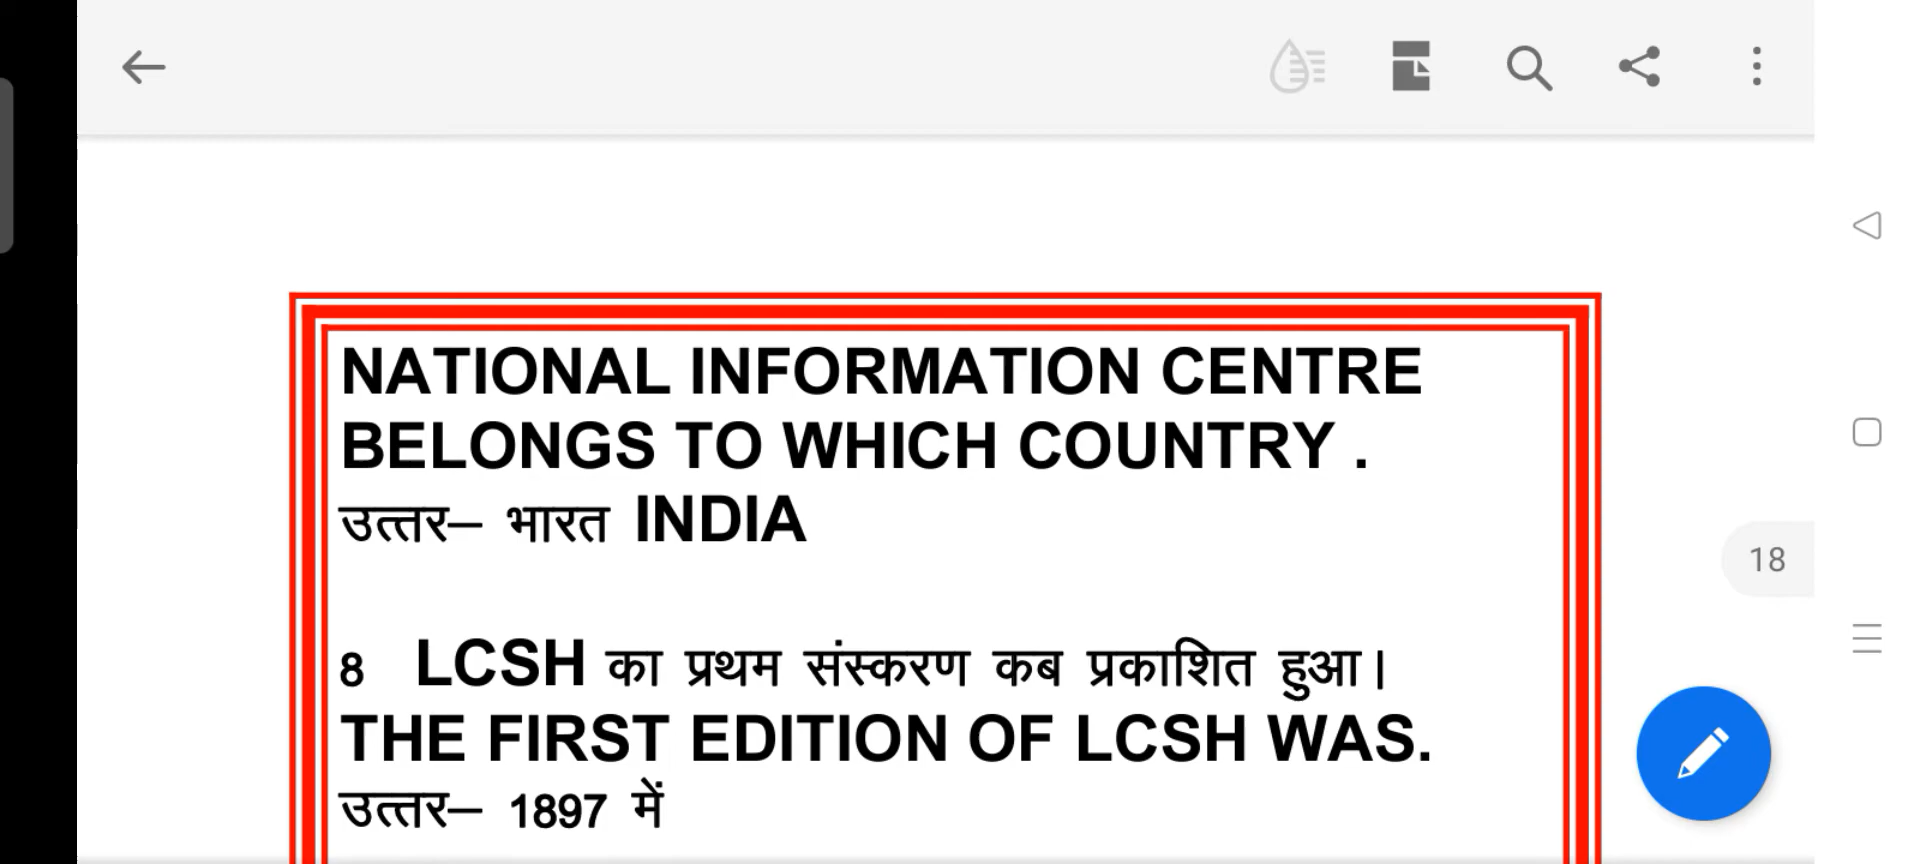 NATIONAL INFORMATION CENTRE
BELONGS TO WHICH COUNTRY .
उत्तर– भारत INDIA
18
8 LCSH का प्रथम संस्करण कब प्रकाशित हुआ।
THE FIRST EDITION OF LCSH WAS.
उत्तर– 1897 में